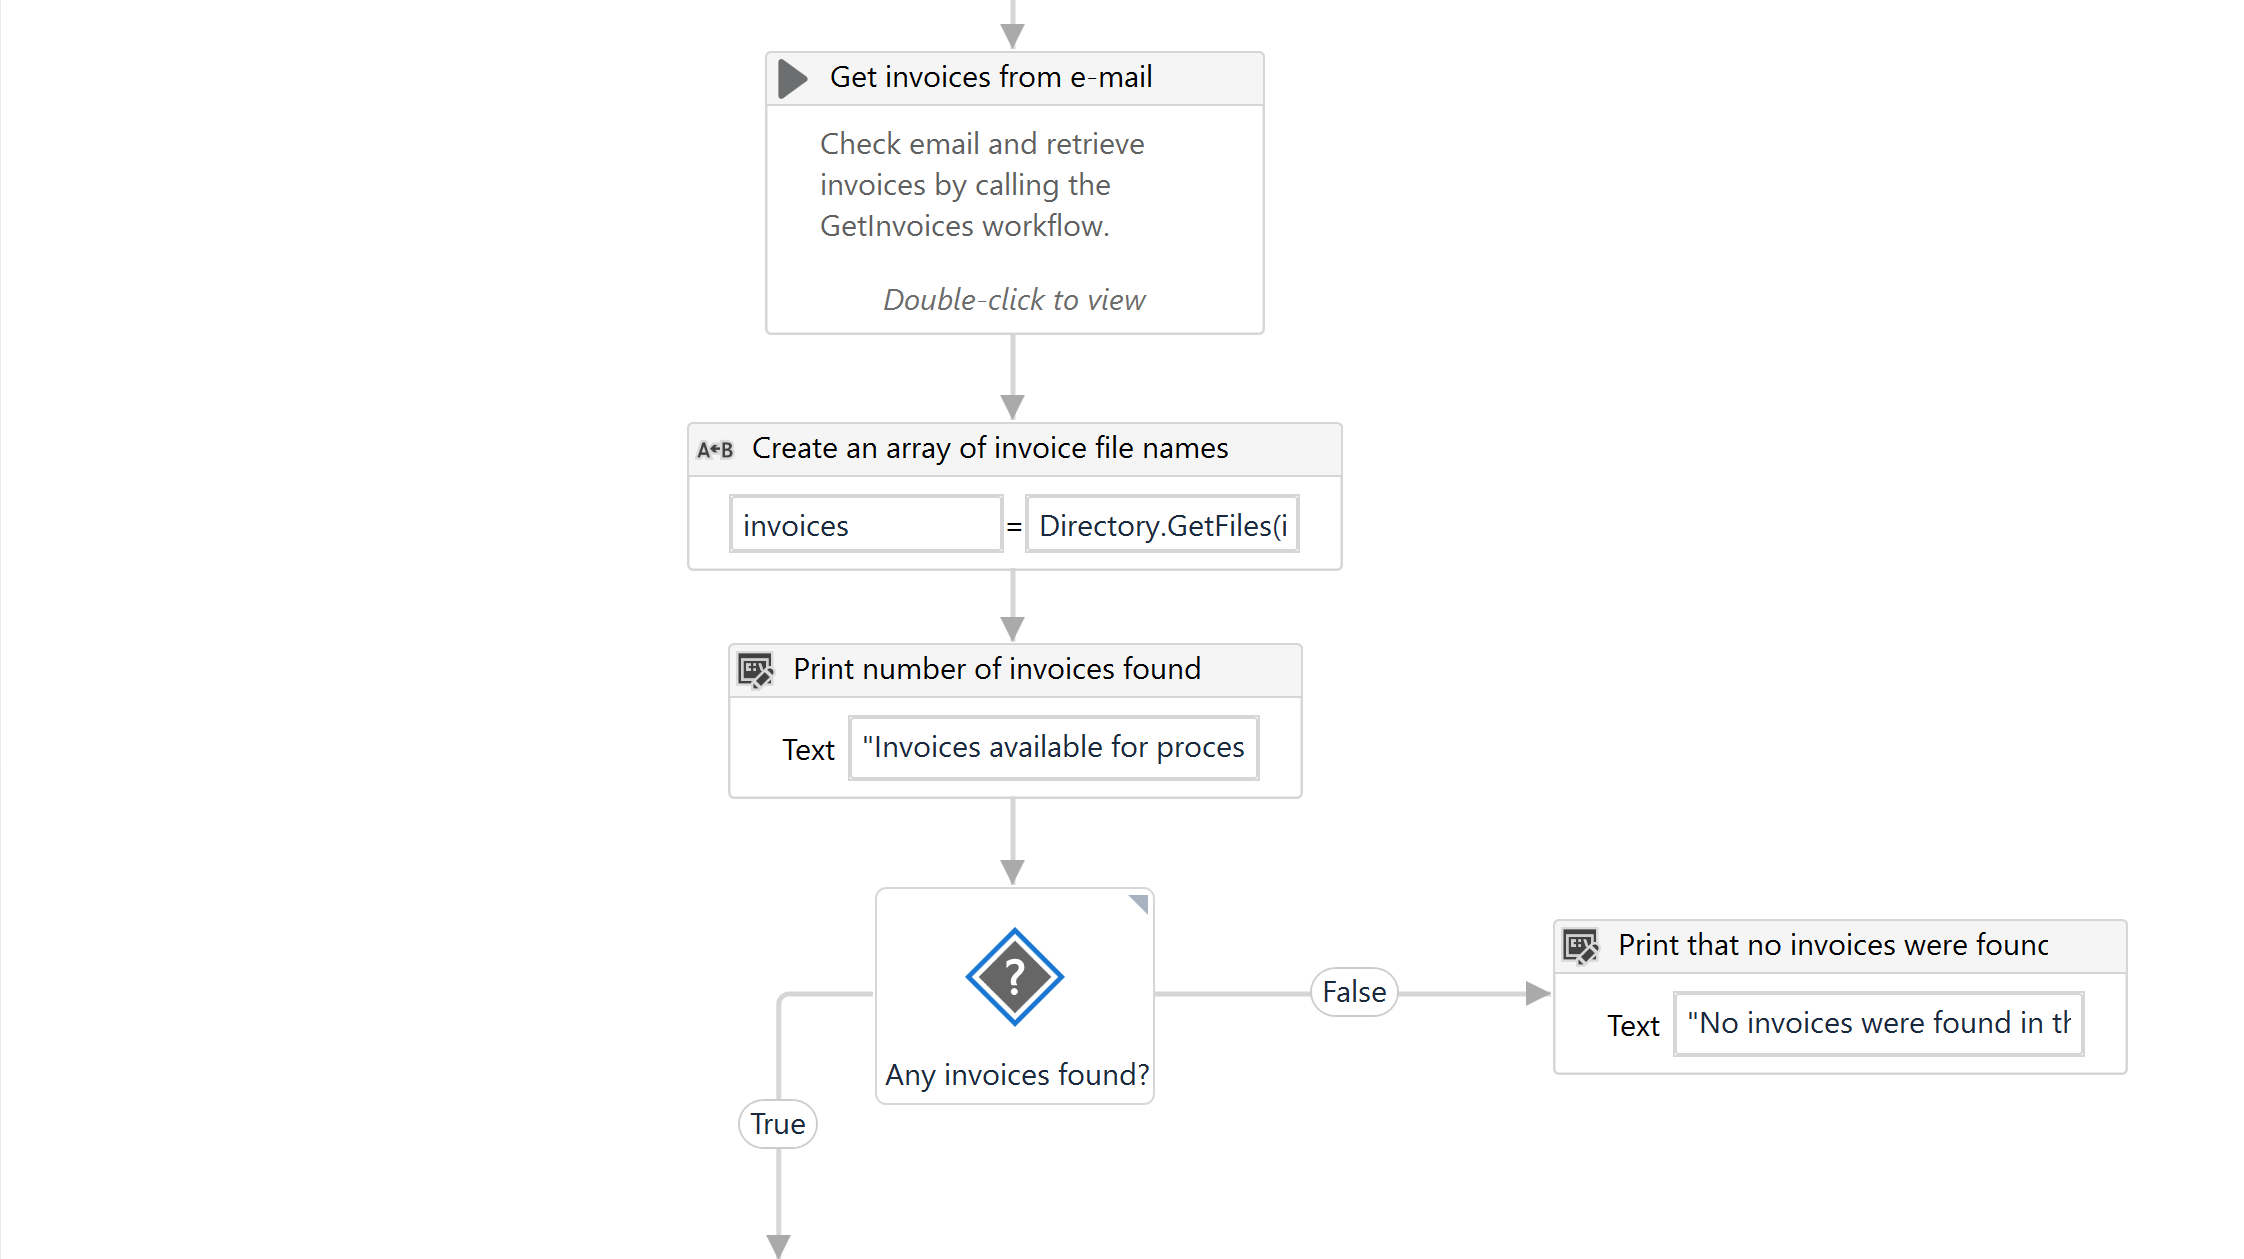 Get invoices from e-mail
Check email and retrieve
invoices by calling the
GetInvoices workflow.
Double-click to view
A B Create an array of invoice file names
invoices = Directory.GetFiles(i
Print number of invoices found
Text "Invoices available for proces
?
Any invoices found?
False
Print that no invoices were
Text "No invoices were found in
True